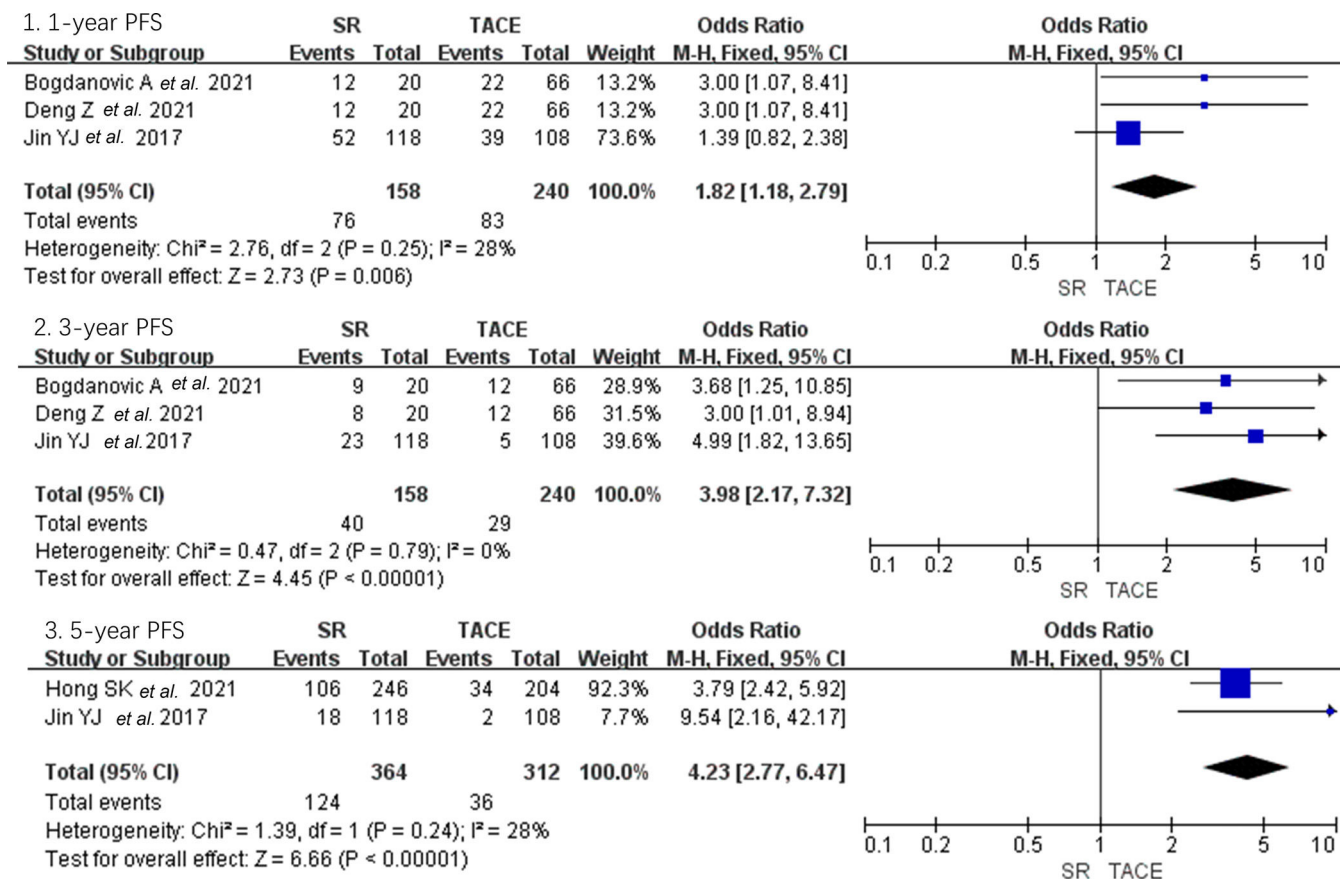 1. 1-year PFS SR TACE Odds Ratio Odds Ratio
Study or Subgroup Events Total Events Total Weight M-H, Fixed, 95% CI M-H, Fixed, 95% CI
Bogdanovic A et al. 2021 12 20 22 66 13.2% 3.00 [1.07, 8.41]
Deng Z et al. 2021 12 20 22 66 13.2% 3.00 [1.07, 8.41]
Jin YJ et al. 2017 52 118 39 108 73.6% 1.39 [0.82, 2.38]
Total (95% CI) 158 240 100.0% 1.82 [1.18, 2.79]
Total events 76 83
Heterogeneity: Chi² = 2.76, df = 2 (P = 0.25); I² = 28%
Test for overall effect: Z = 2.73 (P = 0.006)
0.1 0.2 0.5 1 2 5 10
SR TACE
2. 3-year PFS SR TACE Odds Ratio Odds Ratio
Study or Subgroup Events Total Events Total Weight M-H, Fixed, 95% CI M-H, Fixed, 95% CI
Bogdanovic A et al. 2021 9 20 12 66 28.9% 3.68 [1.25, 10.85]
Deng Z et al. 2021 8 20 12 66 31.5% 3.00 [1.01, 8.94]
Jin YJ et al. 2017 23 118 5 108 39.6% 4.99 [1.82, 13.65]
Total (95% CI) 158 240 100.0% 3.98 [2.17, 7.32]
Total events 40 29
Heterogeneity: Chi² = 0.47, df = 2 (P = 0.79); I² = 0%
Test for overall effect: Z = 4.45 (P < 0.00001)
0.1 0.2 0.5 1 2 5 10
SR TACE
3. 5-year PFS SR TACE Odds Ratio Odds Ratio
Study or Subgroup Events Total Events Total Weight M-H, Fixed, 95% CI M-H, Fixed, 95% CI
Hong SK et al. 2021 106 246 34 204 92.3% 3.79 [2.42, 5.92]
Jin YJ et al. 2017 18 118 2 108 7.7% 9.54 [2.16, 42.17]
Total (95% CI) 364 312 100.0% 4.23 [2.77, 6.47]
Total events 124 36
Heterogeneity: Chi² = 1.39, df = 1 (P = 0.24); I² = 28%
Test for overall effect: Z = 6.66 (P < 0.00001)
0.1 0.2 0.5 1 2 5 10
SR TACE